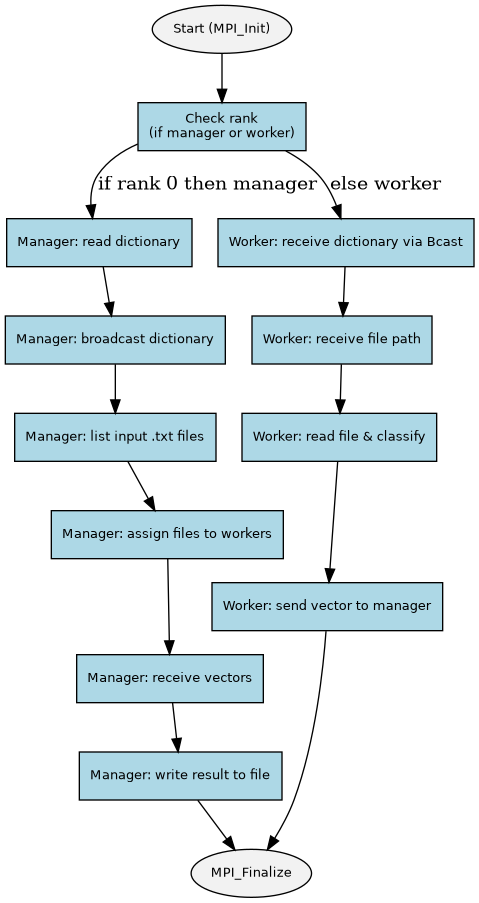 Start (MPI_Init)
Check rank
(if manager or worker)
if rank 0 then manager
else worker
Manager: read dictionary
Worker: receive dictionary via Bcast
Manager: broadcast dictionary
Worker: receive file path
Manager: list input .txt files
Worker: read file & classify
Manager: assign files to workers
Worker: send vector to manager
Manager: receive vectors
Manager: write result to file
MPI_Finalize